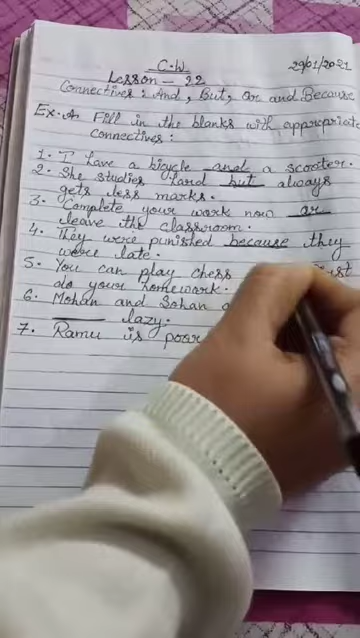 C.W. 29/01/2021
Lesson - 22
Connectives: And, But, Or and Because
Ex.A Fill in the blanks with appropriate
connectives:
1. I have a bicycle and a scooter.
2. She studies hard but always
gets less marks.
3. Complete your work now or
leave the classroom.
4. They were punished because they
were late.
5. You can play chess
do your homework.
6. Mohan and Sohan
lazy.
7. Ramu is poor